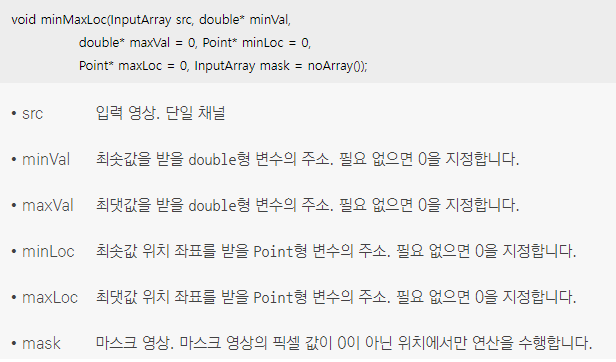 void minMaxLoc(InputArray src, double* minVal,
double* maxVal = 0, Point* minLoc = 0,
Point* maxLoc = 0, InputArray mask = noArray());
• src 입력 영상. 단일 채널
• minVal 최솟값을 받을 double형 변수의 주소. 필요 없으면 0을 지정합니다.
• maxVal 최댓값을 받을 double형 변수의 주소. 필요 없으면 0을 지정합니다.
• minLoc 최솟값 위치 좌표를 받을 Point형 변수의 주소. 필요 없으면 0을 지정합니다.
• maxLoc 최댓값 위치 좌표를 받을 Point형 변수의 주소. 필요 없으면 0을 지정합니다.
• mask 마스크 영상. 마스크 영상의 픽셀 값이 0이 아닌 위치에서만 연산을 수행합니다.